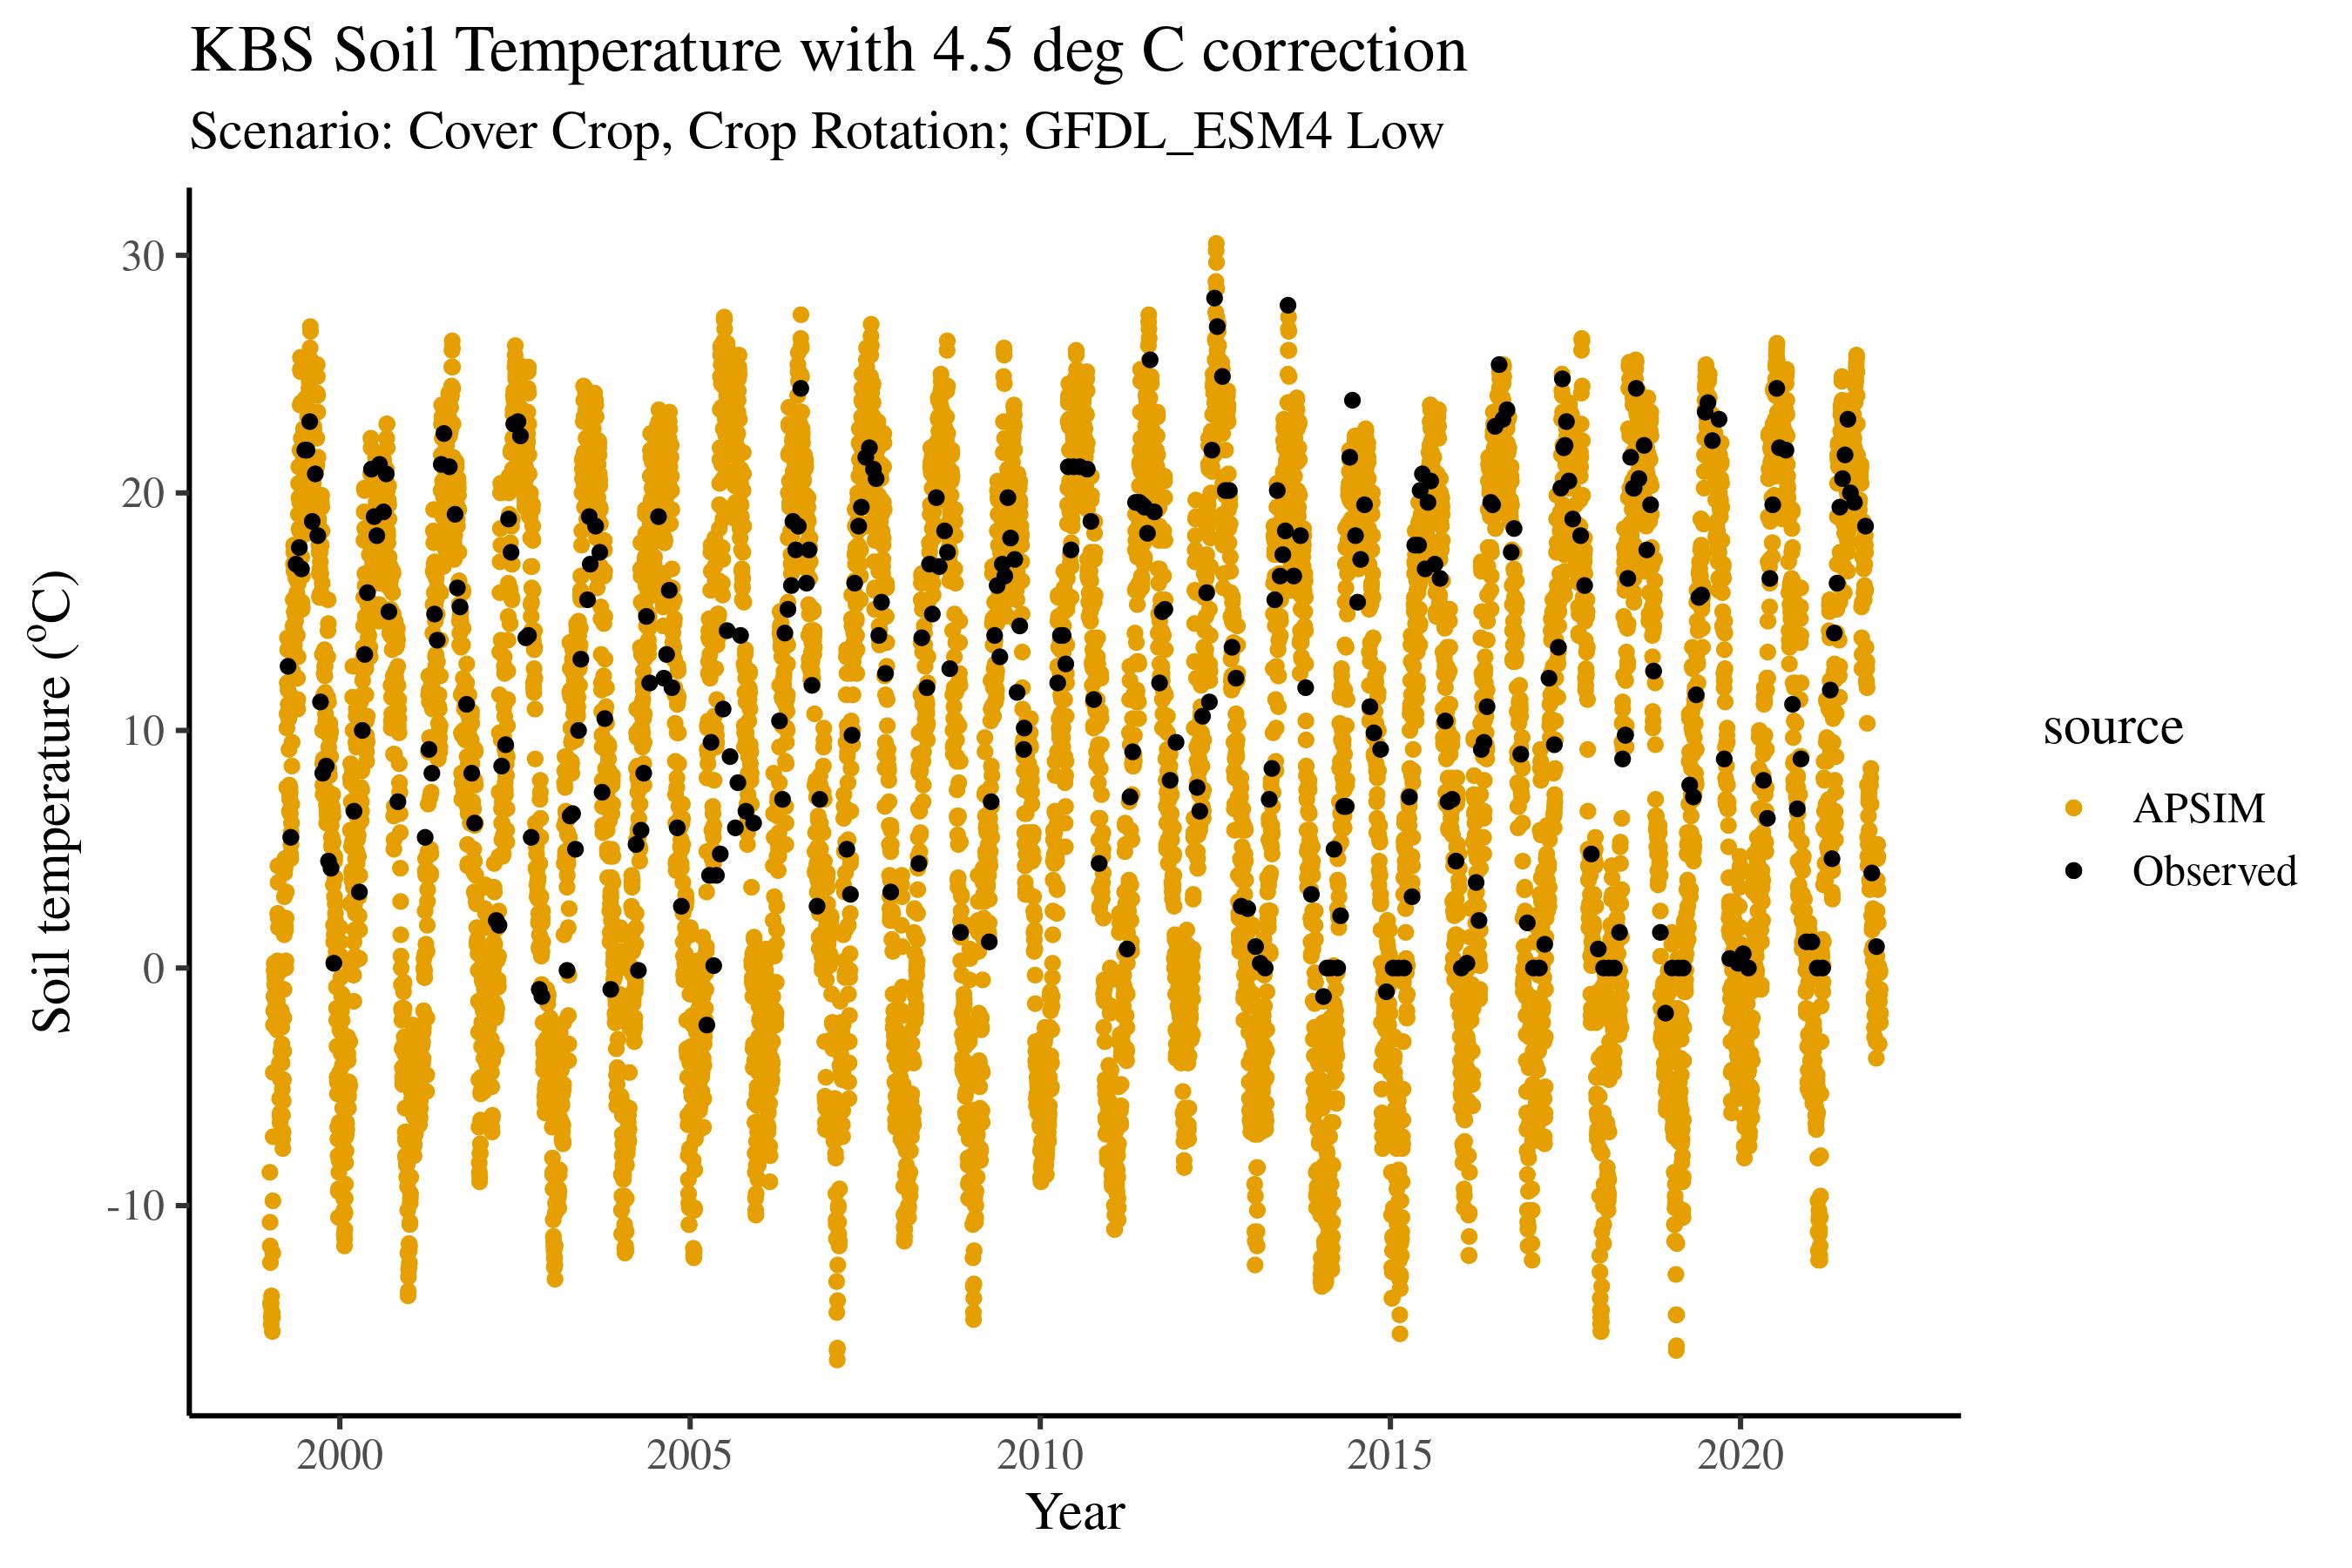 KBS Soil Temperature with 4.5 deg C correction
Scenario: Cover Crop, Crop Rotation; GFDL_ESM4 Low
Soil temperature (ºC)
30
20
10
0
-10
2000
2005
2010
2015
2020
Year
source
APSIM
Observed